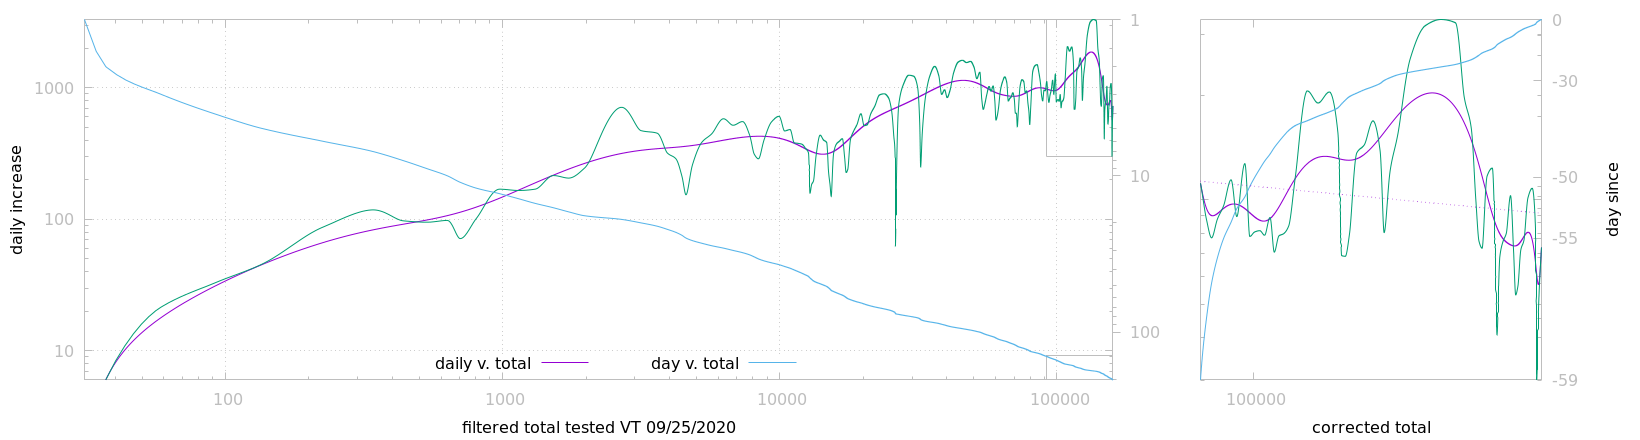 daily increase
1000
100
10
daily v. total
day v. total
100
1000
10000
100000
1
10
100
filtered total tested VT 09/25/2020
0
-30
-50
-55
-59
day since
100000
corrected total